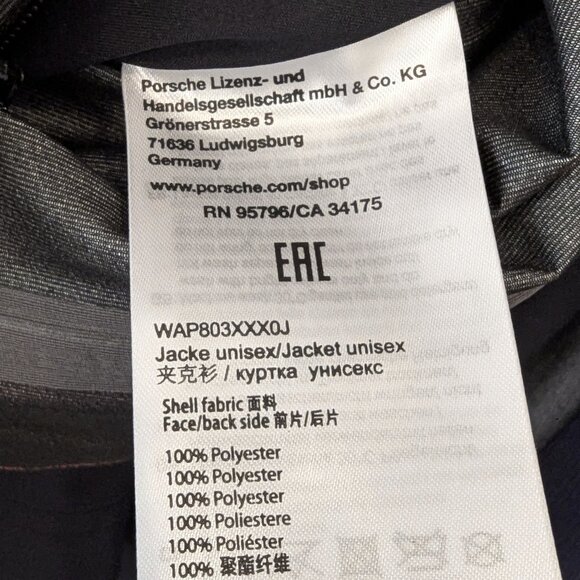 Porsche Lizenz- und
Handelsgesellschaft mbH & Co. KG
Grönerstrasse 5
71636 Ludwigsburg
Germany
www.porsche.com/shop
RN 95796/CA 34175
EAC
WAP803XXX0J
Jacke unisex/Jacket unisex
夹克衫 / куртка унисекс
Shell fabric 面料
Face/back side 前片/后片
100% Polyester
100% Polyester
100% Polyester
100% Poliestere
100% Poliéster
100% 聚酯纤维